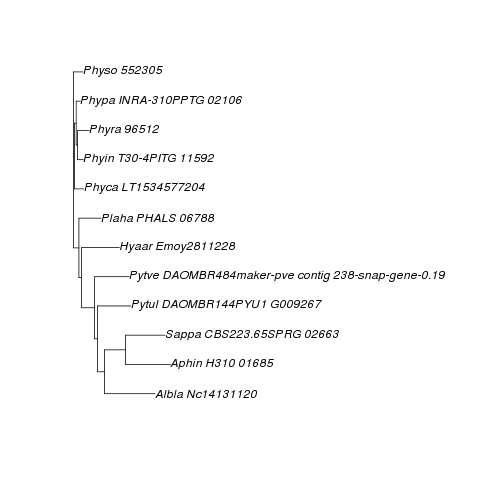 Physo 552305
Phypa INRA-310PPTG 02106
Phyra 96512
Phyin T30-4PITG 11592
Phyca LT1534577204
Plaha PHALS 06788
Hyaar Emoy2811228
Pytve DAOMBR484maker-pve contig 238-snap-gene-0.19
Pytul DAOMBR144PYU1 G009267
Sappa CBS223.65SPRG 02663
Aphin H310 01685
Albla Nc14131120